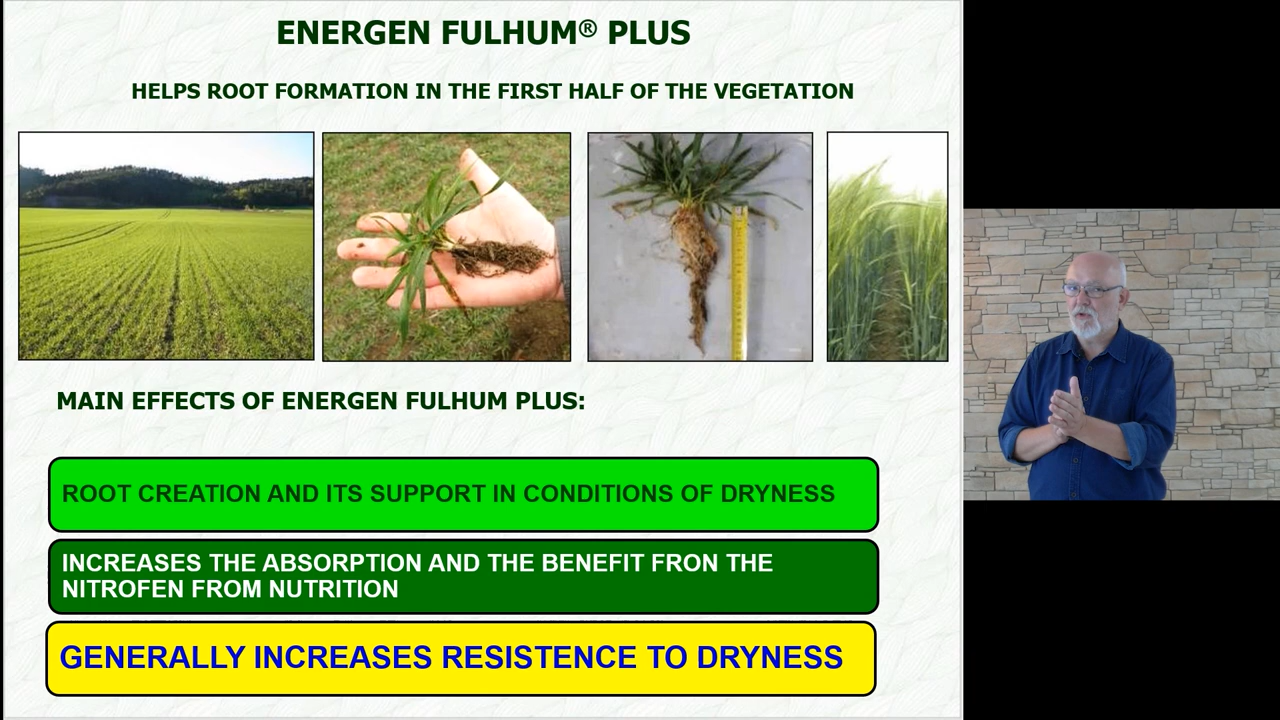 ENERGEN FULHUM® PLUS
HELPS ROOT FORMATION IN THE FIRST HALF OF THE VEGETATION
MAIN EFFECTS OF ENERGEN FULHUM PLUS:
ROOT CREATION AND ITS SUPPORT IN CONDITIONS OF DRYNESS
INCREASES THE ABSORPTION AND THE BENEFIT FRON THE
NITROFEN FROM NUTRITION
GENERALLY INCREASES RESISTENCE TO DRYNESS